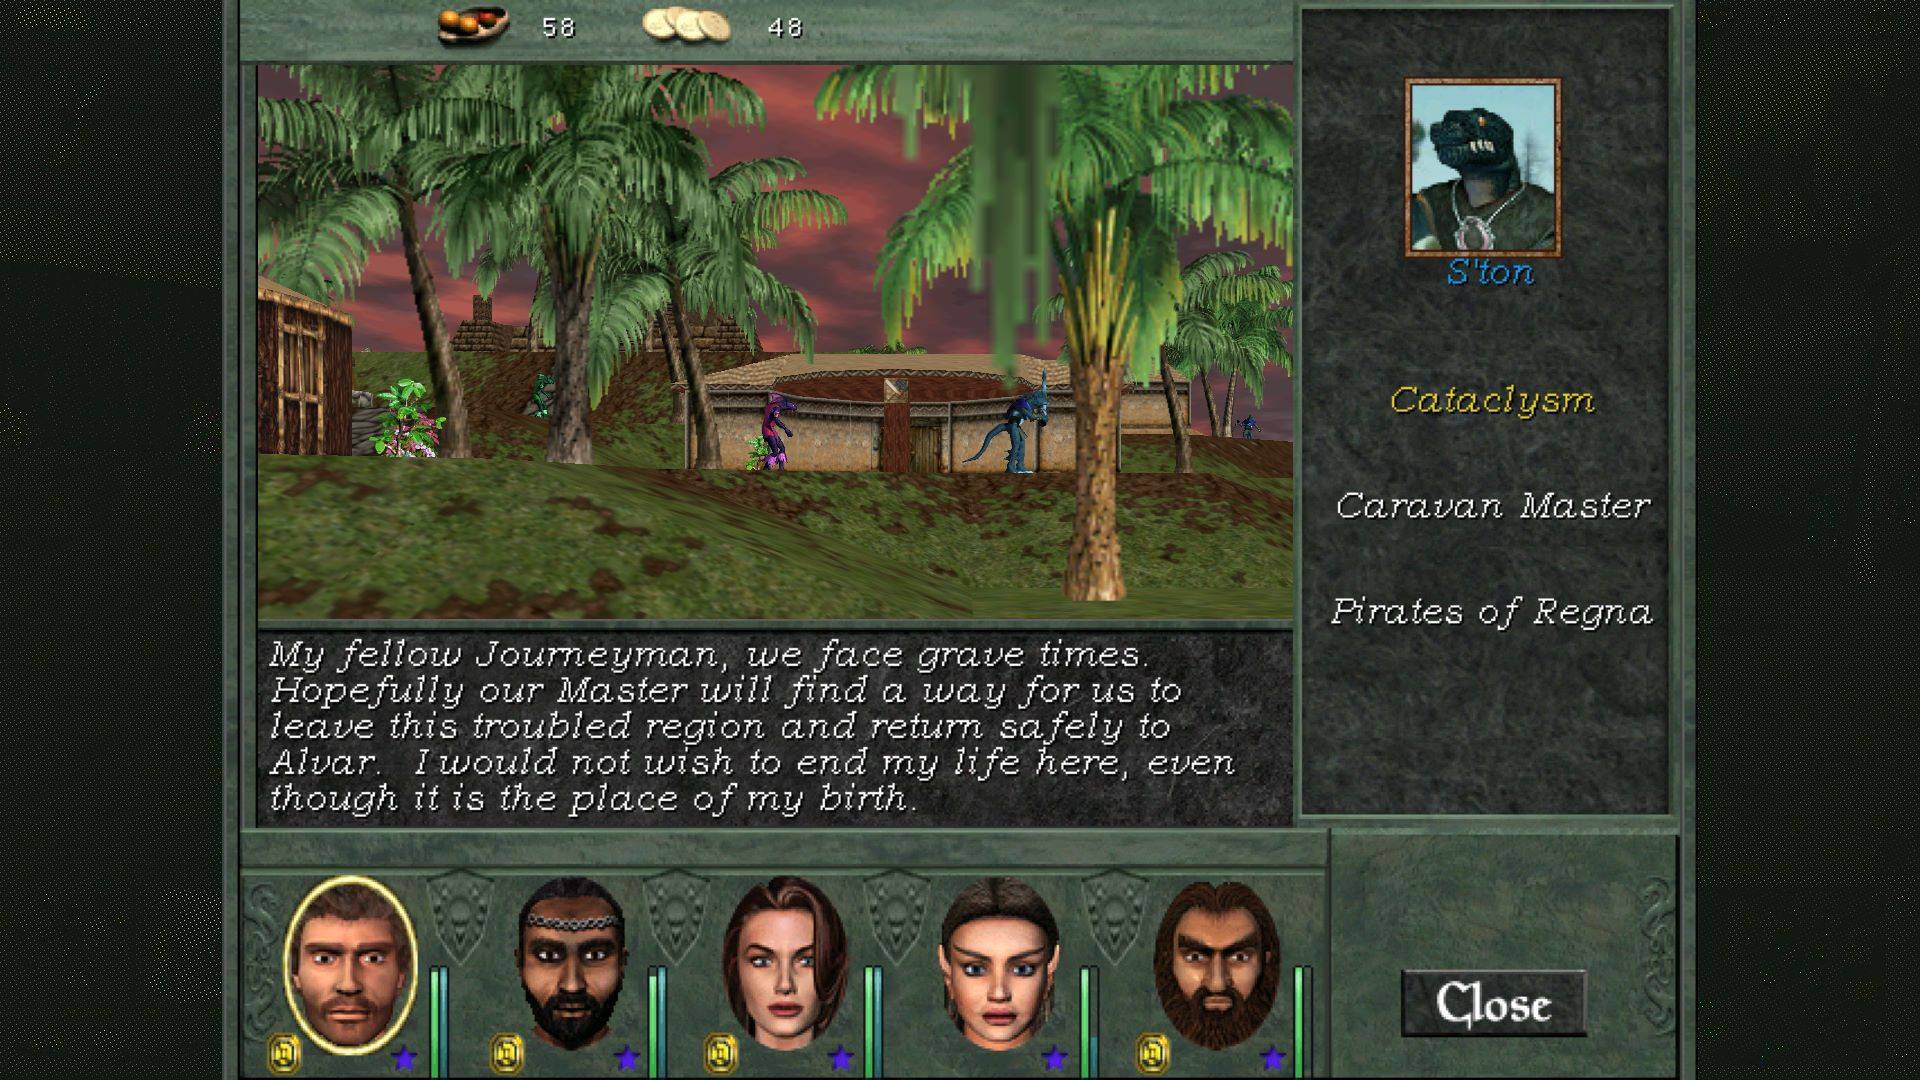 58 48
S'ton
Cataclysm
Caravan Master
Pirates of Regna
My fellow Journeyman, we face grave times.
Hopefully our Master will find a way for us to
leave this troubled region and return safely to
Alvar. I would not wish to end my life here, even
though it is the place of my birth.
Close